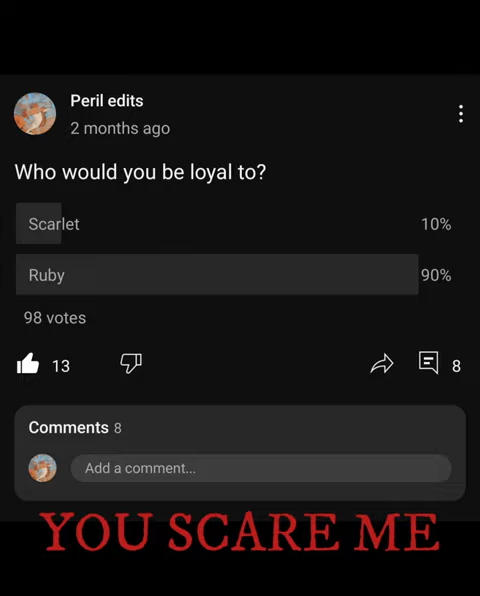 Peril edits
2 months ago
Who would you be loyal to?
Scarlet 10%
Ruby 90%
98 votes
13 8
Comments 8
Add a comment...
YOU SCARE ME